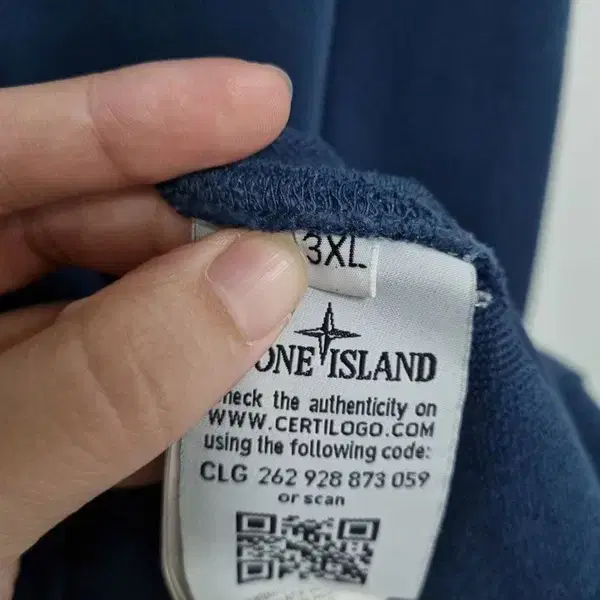 3XL
ONE ISLAND
heck the authenticity on
WWW.CERTILOGO.COM
using the following code:
CLG 262 928 873 059
or scan